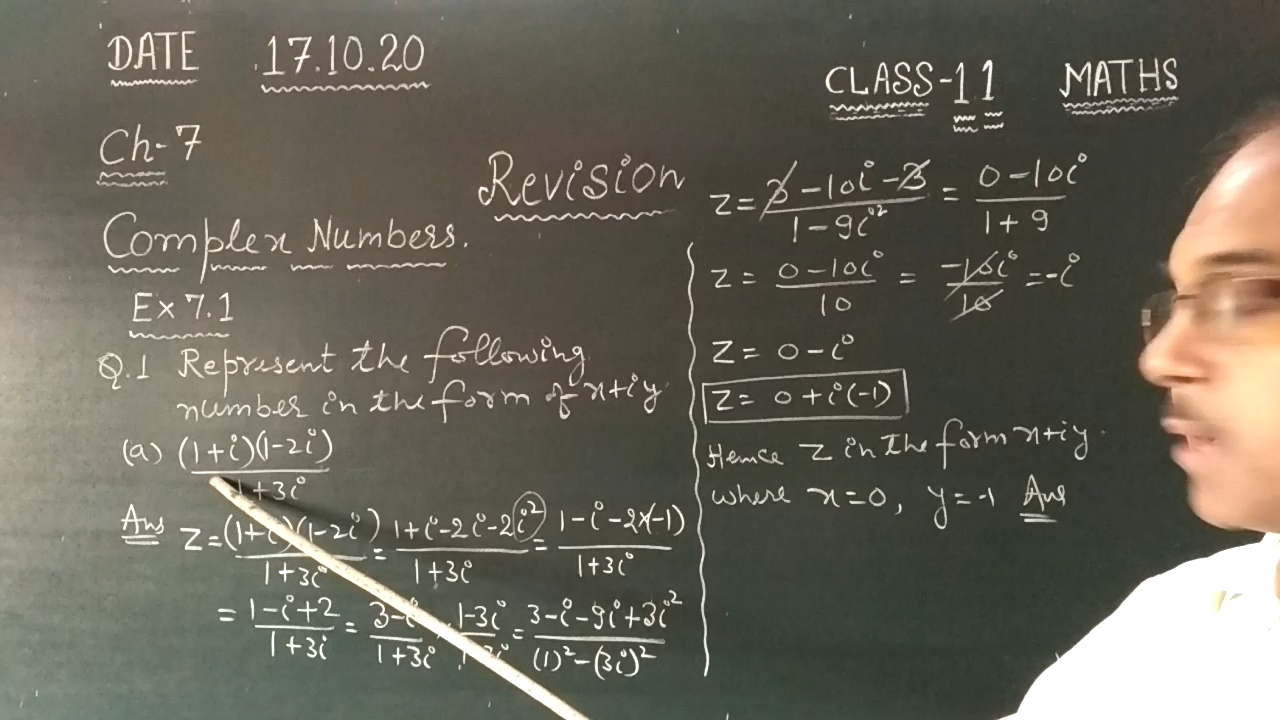 DATE 17.10.20
CLASS-11 MATHS
Ch-7
Revision
Complex Numbers.
Ex 7.1
Q.1 Represent the following
number in the form of x+iy
(a) (1+i)(1-2i)
1+3i
Ans Z=(1+i)(1-2i) = 1+i-2i-2i² = 1-i-2x(-1)
1+3i 1+3i 1+3i
= 1-i+2 = 3-i 1-3i = 3-i-9i+3i²
1+3i 1+3i 1-3i (1)²-(3i)²
Z= 3-10i-3 = 0-10i
1-9i² 1+9
Z= 0-10i = -10i = -i
10 10
Z= 0-i
Z= 0+i(-1)
Hence Z in the form x+iy
where x=0, y=-1 Ans